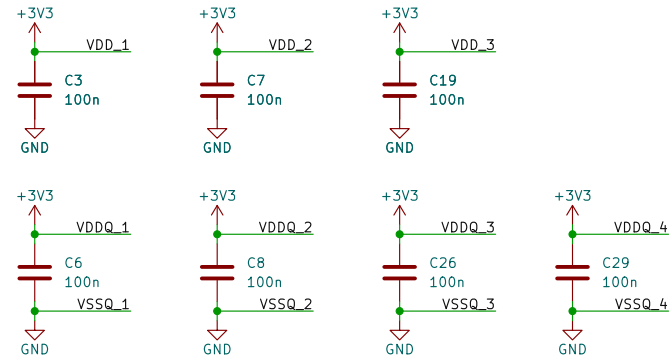 +3V3 +3V3 +3V3
VDD_1 VDD_2 VDD_3
C3 C7 C19
100n 100n 100n
GND GND GND
+3V3 +3V3 +3V3 +3V3
VDDQ_1 VDDQ_2 VDDQ_3 VDDQ_4
C6 C8 C26 C29
100n 100n 100n 100n
VSSQ_1 VSSQ_2 VSSQ_3 VSSQ_4
GND GND GND GND